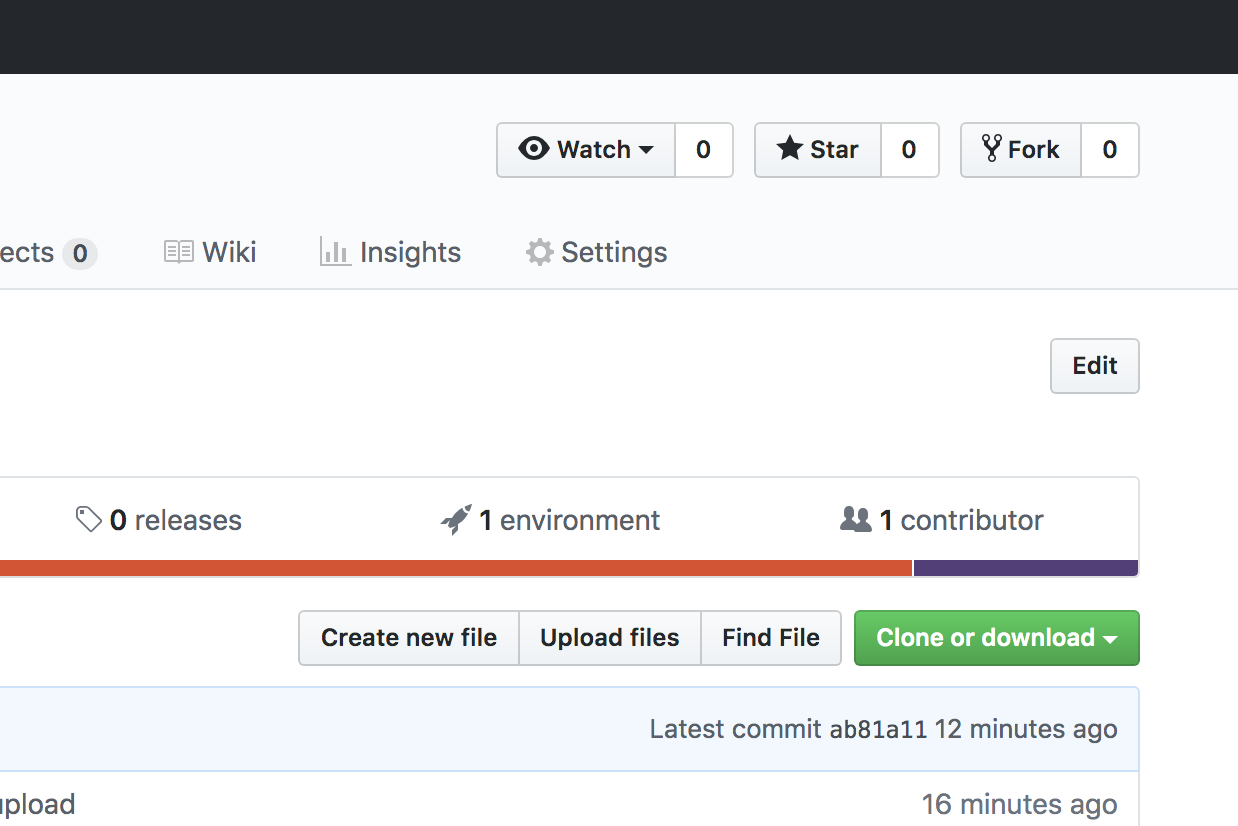 Watch 0 Star 0 Fork 0
ects 0 Wiki Insights Settings
Edit
0 releases 1 environment 1 contributor
Create new file Upload files Find File Clone or download
Latest commit ab81a11 12 minutes ago
upload 16 minutes ago